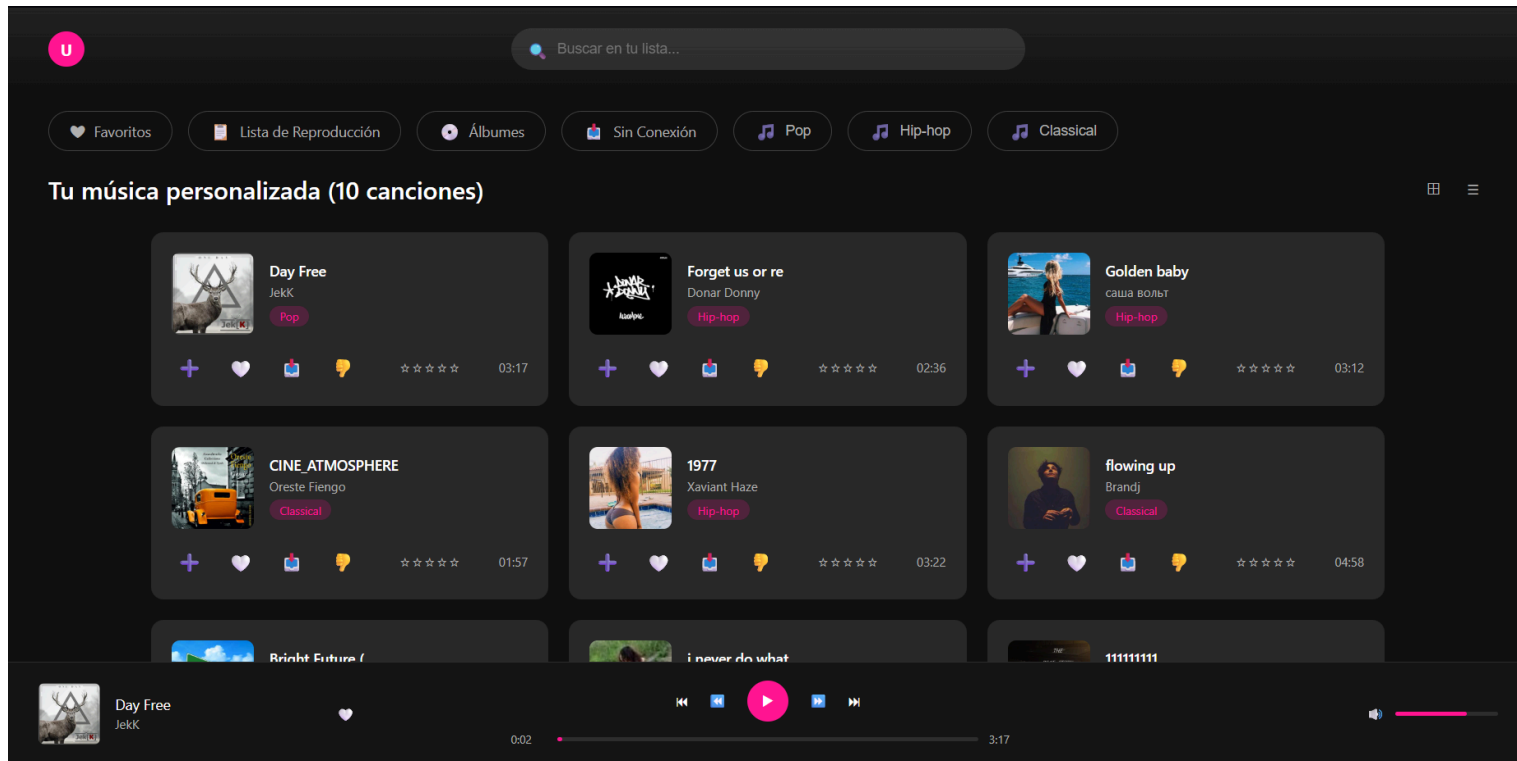 U
Buscar en tu lista...
Favoritos
Lista de Reproducción
Álbumes
Sin Conexión
Pop
Hip-hop
Classical
Tu música personalizada (10 canciones)
Day Free
JekK
Pop
03:17
Forget us or re
Donar Donny
Hip-hop
02:36
Golden baby
саша вольт
Hip-hop
03:12
CINE_ATMOSPHERE
Oreste Fiengo
Classical
01:57
1977
Xaviant Haze
Hip-hop
03:22
flowing up
Brandj
Classical
04:58
Bright Future (
i never do what
111111111
Day Free
JekK
0:02
3:17